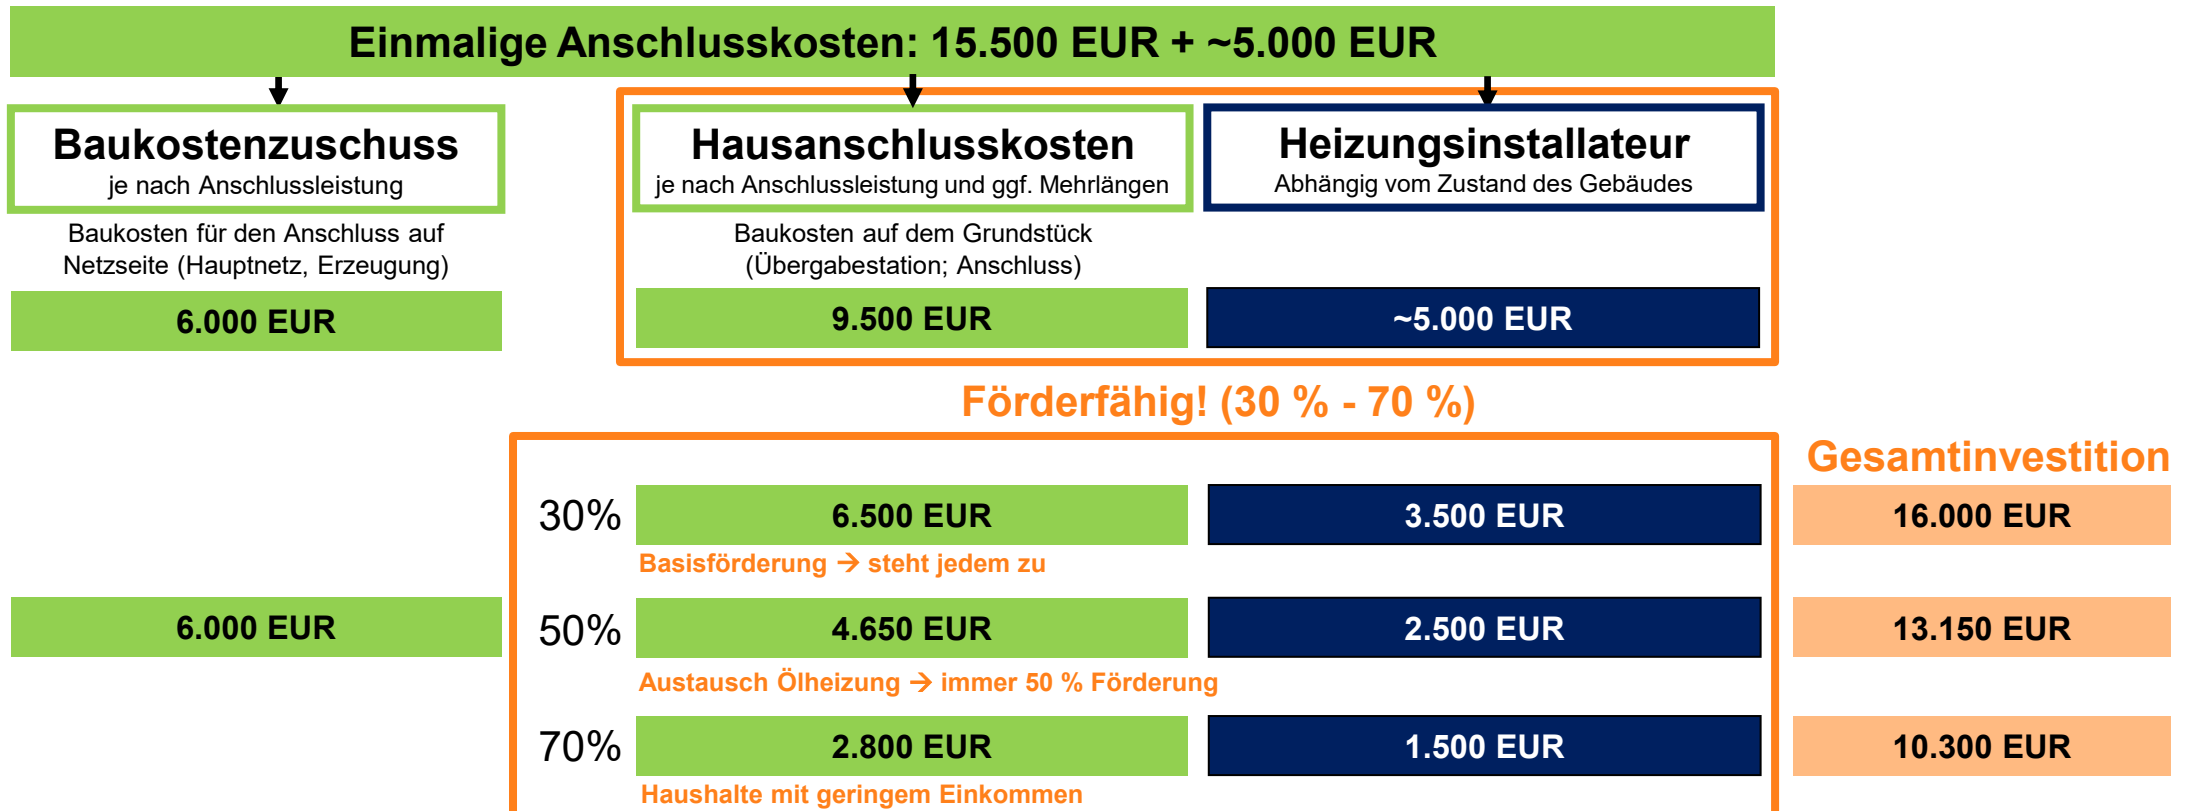 Einmalige Anschlusskosten: 15.500 EUR + ~5.000 EUR
Baukostenzuschuss
je nach Anschlussleistung
Baukosten für den Anschluss auf
Netzseite (Hauptnetz, Erzeugung)
6.000 EUR
Hausanschlusskosten
je nach Anschlussleistung und ggf. Mehrlängen
Baukosten auf dem Grundstück
(Übergabestation; Anschluss)
9.500 EUR
Heizungsinstallateur
Abhängig vom Zustand des Gebäudes
~5.000 EUR
Förderfähig! (30 % - 70 %)
Gesamtinvestition
30% 6.500 EUR 3.500 EUR 16.000 EUR
Basisförderung → steht jedem zu
6.000 EUR 50% 4.650 EUR 2.500 EUR 13.150 EUR
Austausch Ölheizung → immer 50 % Förderung
70% 2.800 EUR 1.500 EUR 10.300 EUR
Haushalte mit geringem Einkommen